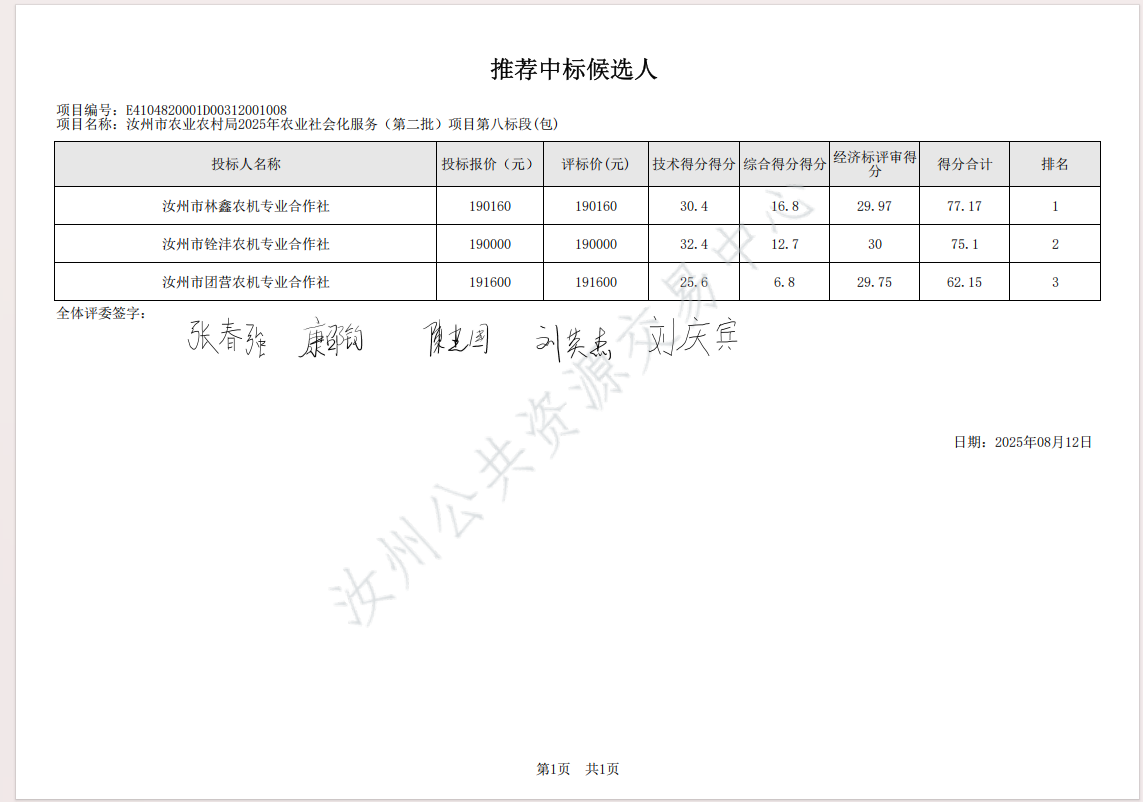 推荐中标候选人
项目编号：E4104820001D00312001008
项目名称：汝州市农业农村局2025年农业社会化服务（第二批）项目第八标段(包)
投标人名称 投标报价（元） 评标价(元) 技术得分得分 综合得分得分 经济标评审得分 得分合计 排名
汝州市林鑫农机专业合作社 190160 190160 30.4 16.8 29.97 77.17 1
汝州市铨沣农机专业合作社 190000 190000 32.4 12.7 30 75.1 2
汝州市团营农机专业合作社 191600 191600 25.6 6.8 29.75 62.15 3
全体评委签字：
张春强 陈建国 刘英杰 刘庆宾
日期：2025年08月12日
汝州公共资源交易中心
第1页 共1页